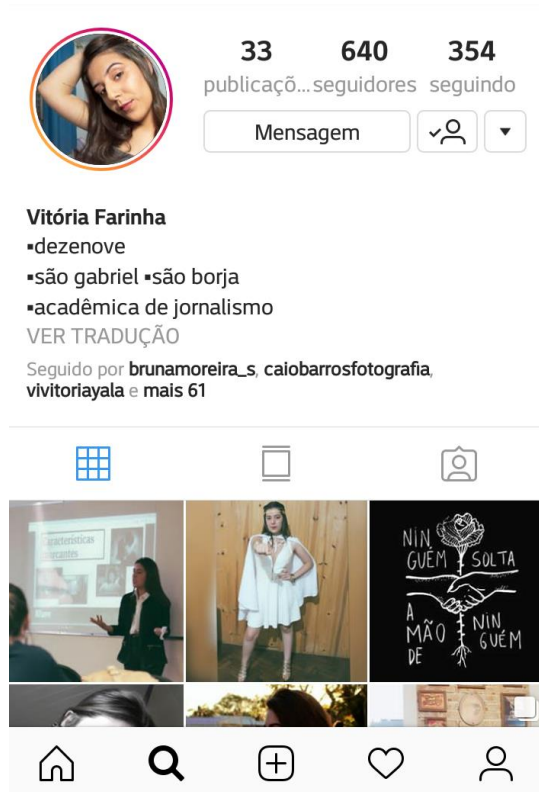 33 640 354
publicaçõ... seguidores seguindo
Mensagem
Vitória Farinha
▪dezenove
▪são gabriel ▪são borja
▪acadêmica de jornalismo
VER TRADUÇÃO
Seguido por brunamoreira_s, caiobarrosfotografia,
vivitoriayala e mais 61
Características
NIN
GUÉM SOLTA
A
MÃO
DE
NIN
GUÉM